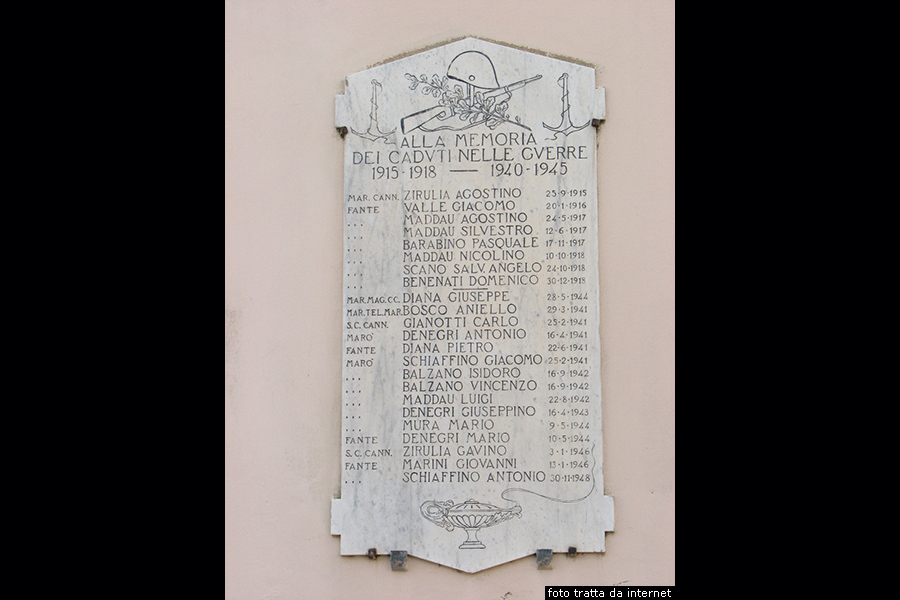 ALLA MEMORIA
DEI CADVTI NELLE GVERRE
1915-1918 — 1940-1945
MAR. CANN. ZIRULIA AGOSTINO 25·9·1915
FANTE VALLE GIACOMO 20·1·1916
... MADDAU AGOSTINO 24·5·1917
... MADDAU SILVESTRO 12·6·1917
... BARABINO PASQUALE 17·11·1917
... MADDAU NICOLINO 10·10·1918
... SCANO SALV. ANGELO 24·10·1918
... BENENATI DOMENICO 30·12·1918
MAR. MAG. CC. DIANA GIUSEPPE 28·5·1944
MAR. TEL. MAR. BOSCO ANIELLO 29·3·1941
S.C. CANN. GIANOTTI CARLO 25·2·1941
MARO' DENEGRI ANTONIO 16·4·1941
FANTE DIANA PIETRO 22·6·1941
MARO' SCHIAFFINO GIACOMO 25·2·1941
... BALZANO ISIDORO 16·9·1942
... BALZANO VINCENZO 16·9·1942
... MADDAU LUIGI 22·8·1942
... DENEGRI GIUSEPPINO 16·4·1943
... MURA MARIO 9·5·1944
FANTE DENEGRI MARIO 10·5·1944
S.C. CANN. ZIRULIA GAVINO 3·1·1946
FANTE MARINI GIOVANNI 13·1·1946
... SCHIAFFINO ANTONIO 30·11·1948
foto tratta da internet